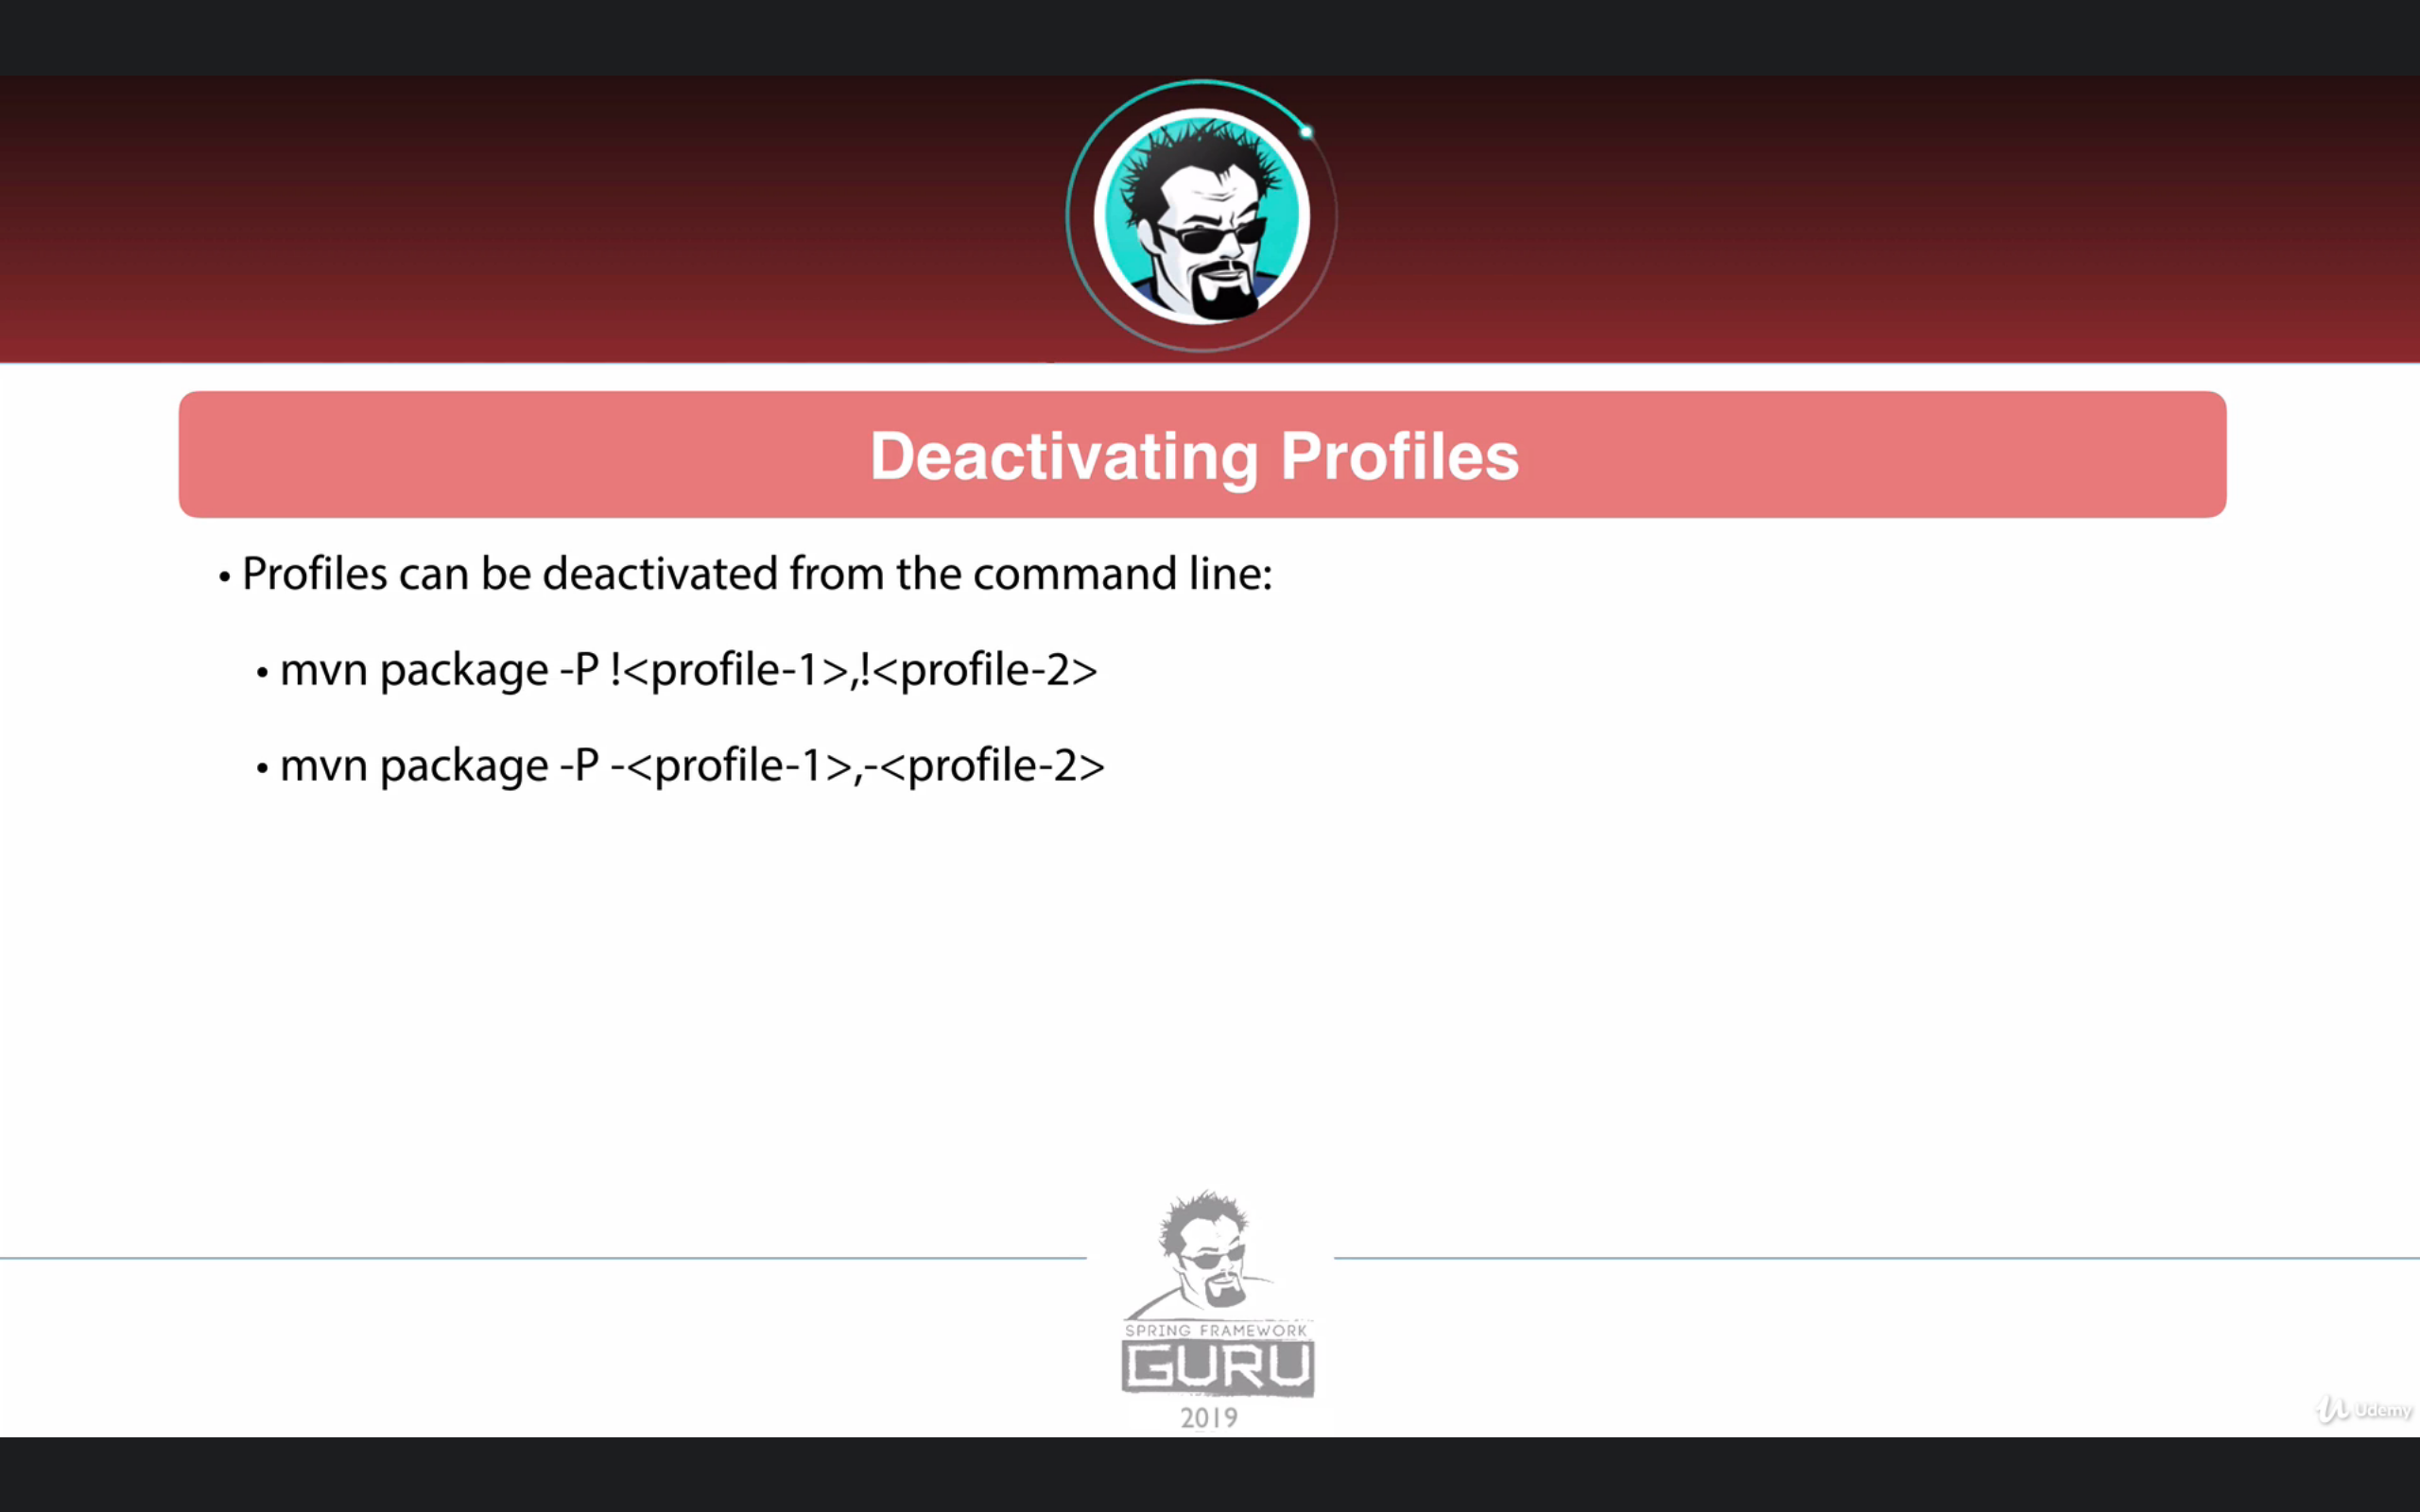 Deactivating Profiles
• Profiles can be deactivated from the command line:
• mvn package -P !<profile-1>,!<profile-2>
• mvn package -P -<profile-1>,-<profile-2>
SPRING FRAMEWORK
GURU
2019
Udemy